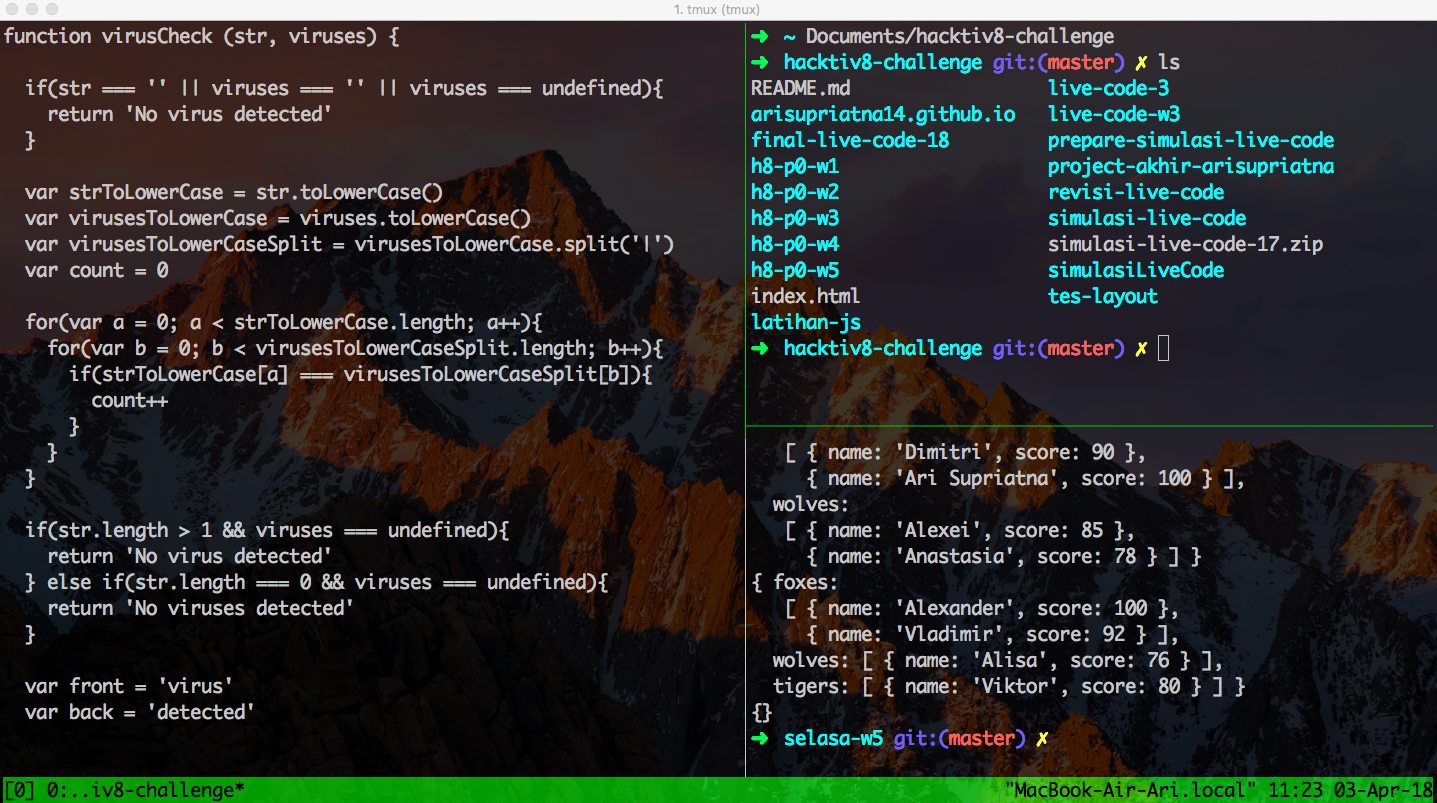 1. tmux (tmux)
function virusCheck (str, viruses) {
if(str === '' || viruses === '' || viruses === undefined){
return 'No virus detected'
}
var strToLowerCase = str.toLowerCase()
var virusesToLowerCase = viruses.toLowerCase()
var virusesToLowerCaseSplit = virusesToLowerCase.split('|')
var count = 0
for(var a = 0; a < strToLowerCase.length; a++){
for(var b = 0; b < virusesToLowerCaseSplit.length; b++){
if(strToLowerCase[a] === virusesToLowerCaseSplit[b]){
count++
}
}
}
if(str.length > 1 && viruses === undefined){
return 'No virus detected'
} else if(str.length === 0 && viruses === undefined){
return 'No viruses detected'
}
var front = 'virus'
var back = 'detected'
➜ ~ Documents/hacktiv8-challenge
➜ hacktiv8-challenge git:(master) ✗ ls
README.md live-code-3
arisupriatna14.github.io live-code-w3
final-live-code-18 prepare-simulasi-live-code
h8-p0-w1 project-akhir-arisupriatna
h8-p0-w2 revisi-live-code
h8-p0-w3 simulasi-live-code
h8-p0-w4 simulasi-live-code-17.zip
h8-p0-w5 simulasiLiveCode
index.html tes-layout
latihan-js
➜ hacktiv8-challenge git:(master) ✗
[ { name: 'Dimitri', score: 90 },
{ name: 'Ari Supriatna', score: 100 } ],
wolves:
[ { name: 'Alexei', score: 85 },
{ name: 'Anastasia', score: 78 } ] }
{ foxes:
[ { name: 'Alexander', score: 100 },
{ name: 'Vladimir', score: 92 } ],
wolves: [ { name: 'Alisa', score: 76 } ],
tigers: [ { name: 'Viktor', score: 80 } ] }
{}
➜ selasa-w5 git:(master) ✗
[0] 0:..iv8-challenge* "MacBook-Air-Ari.local" 11:23 03-Apr-18